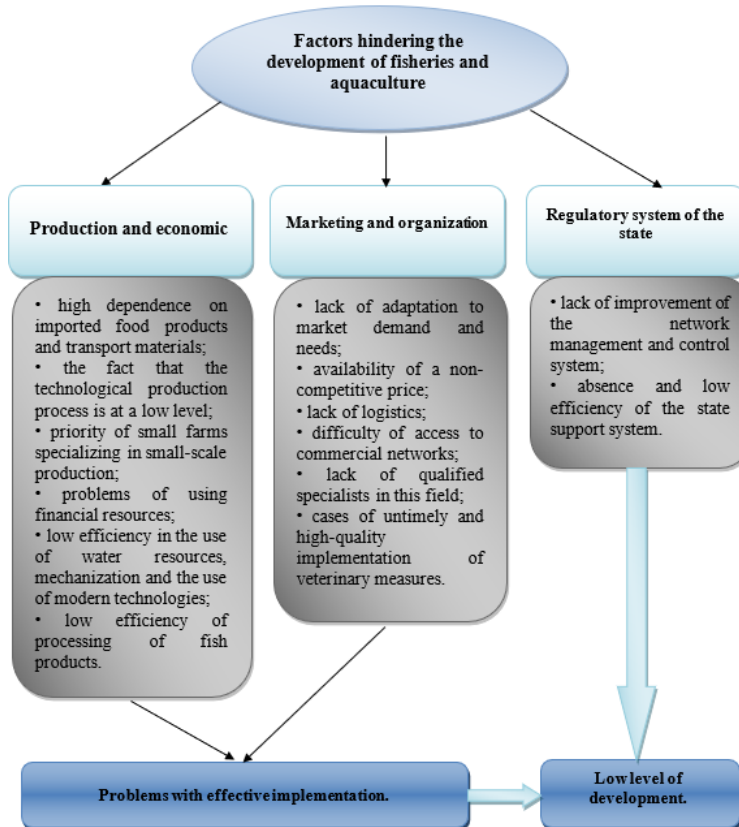 Factors hindering the
development of fisheries and
aquaculture
Production and economic
Marketing and organization
Regulatory system of the
state
• high dependence on
imported food products
and transport materials;
• the fact that the
technological production
process is at a low level;
• priority of small farms
specializing in small-scale
production;
• problems of using
financial resources;
• low efficiency in the use
of water resources,
mechanization and the use
of modern technologies;
• low efficiency of
processing of fish
products.
• lack of adaptation to
market demand and
needs;
• availability of a non-
competitive price;
• lack of logistics;
• difficulty of access to
commercial networks;
• lack of qualified
specialists in this field;
• cases of untimely and
high-quality
implementation of
veterinary measures.
• lack of improvement of
the network
management and control
system;
• absence and low
efficiency of the state
support system.
Problems with effective implementation.
Low level of
development.